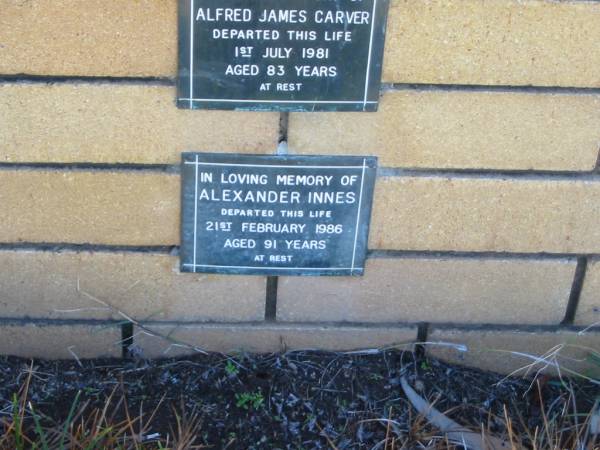 ALFRED JAMES CARVER
DEPARTED THIS LIFE
1ST JULY 1981
AGED 83 YEARS
AT REST
IN LOVING MEMORY OF
ALEXANDER INNES
DEPARTED THIS LIFE
21ST FEBRUARY 1986
AGED 91 YEARS
AT REST